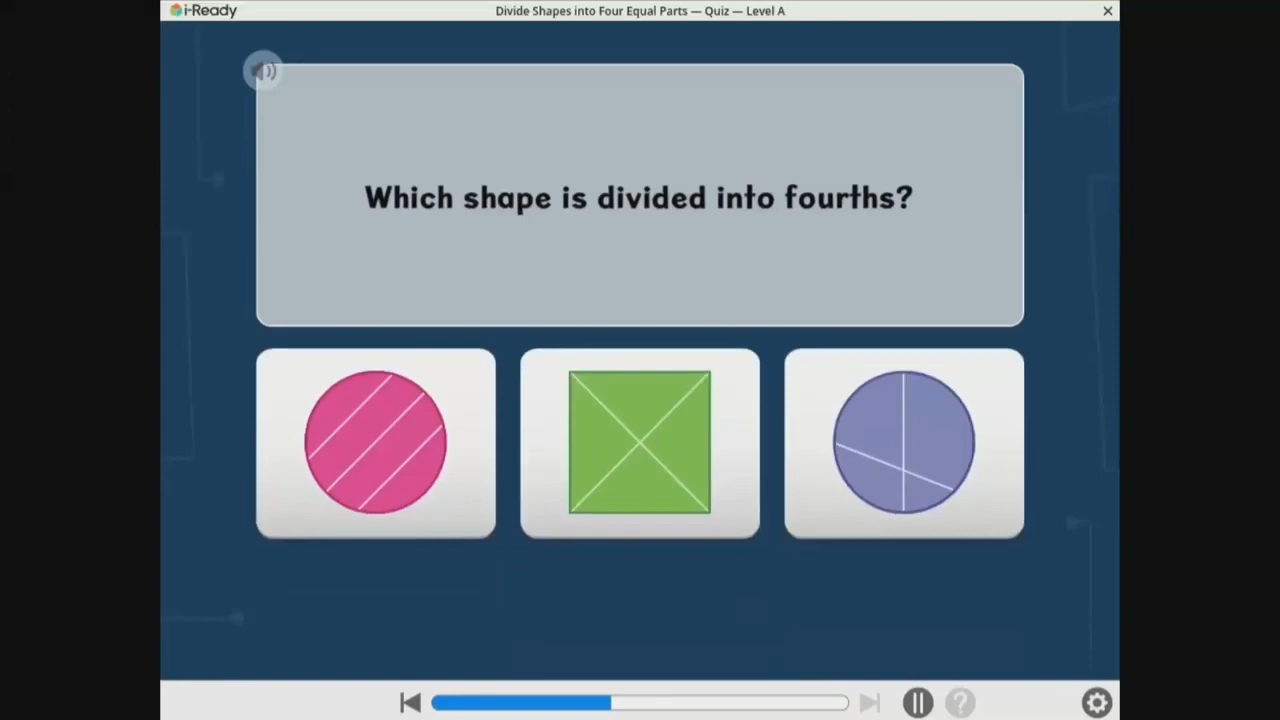 i-Ready
Divide Shapes into Four Equal Parts — Quiz — Level A
Which shape is divided into fourths?